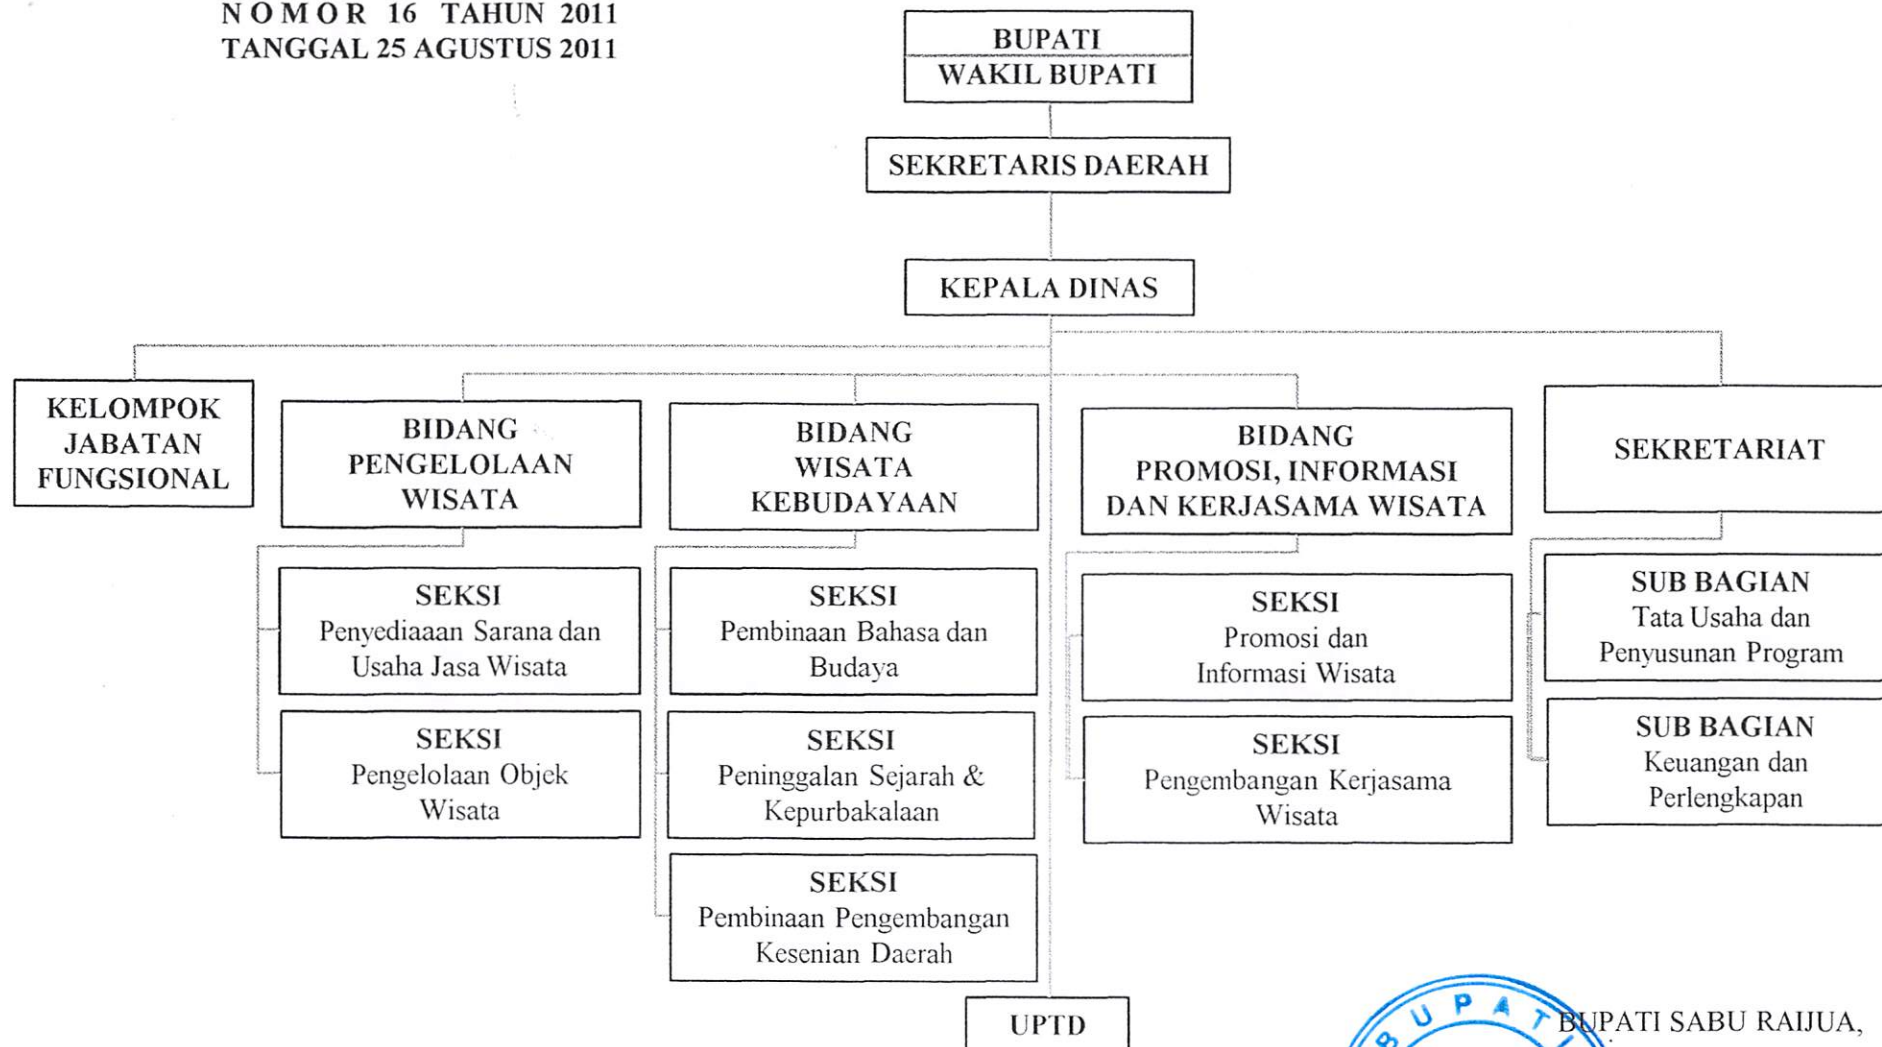 NOMOR 16 TAHUN 2011
TANGGAL 25 AGUSTUS 2011
BUPATI
WAKIL BUPATI
SEKRETARIS DAERAH
KEPALA DINAS
KELOMPOK
JABATAN
FUNGSIONAL
BIDANG
PENGELOLAAN
WISATA
BIDANG
WISATA
KEBUDAYAAN
BIDANG
PROMOSI, INFORMASI
DAN KERJASAMA WISATA
SEKRETARIAT
SEKSI
Penyediaaan Sarana dan
Usaha Jasa Wisata
SEKSI
Pembinaan Bahasa dan
Budaya
SEKSI
Promosi dan
Informasi Wisata
SUB BAGIAN
Tata Usaha dan
Penyusunan Program
SEKSI
Pengelolaan Objek
Wisata
SEKSI
Peninggalan Sejarah &
Kepurbakalaan
SEKSI
Pengembangan Kerjasama
Wisata
SUB BAGIAN
Keuangan dan
Perlengkapan
SEKSI
Pembinaan Pengembangan
Kesenian Daerah
UPTD
BUPATI
BUPATI SABU RAIJUA,